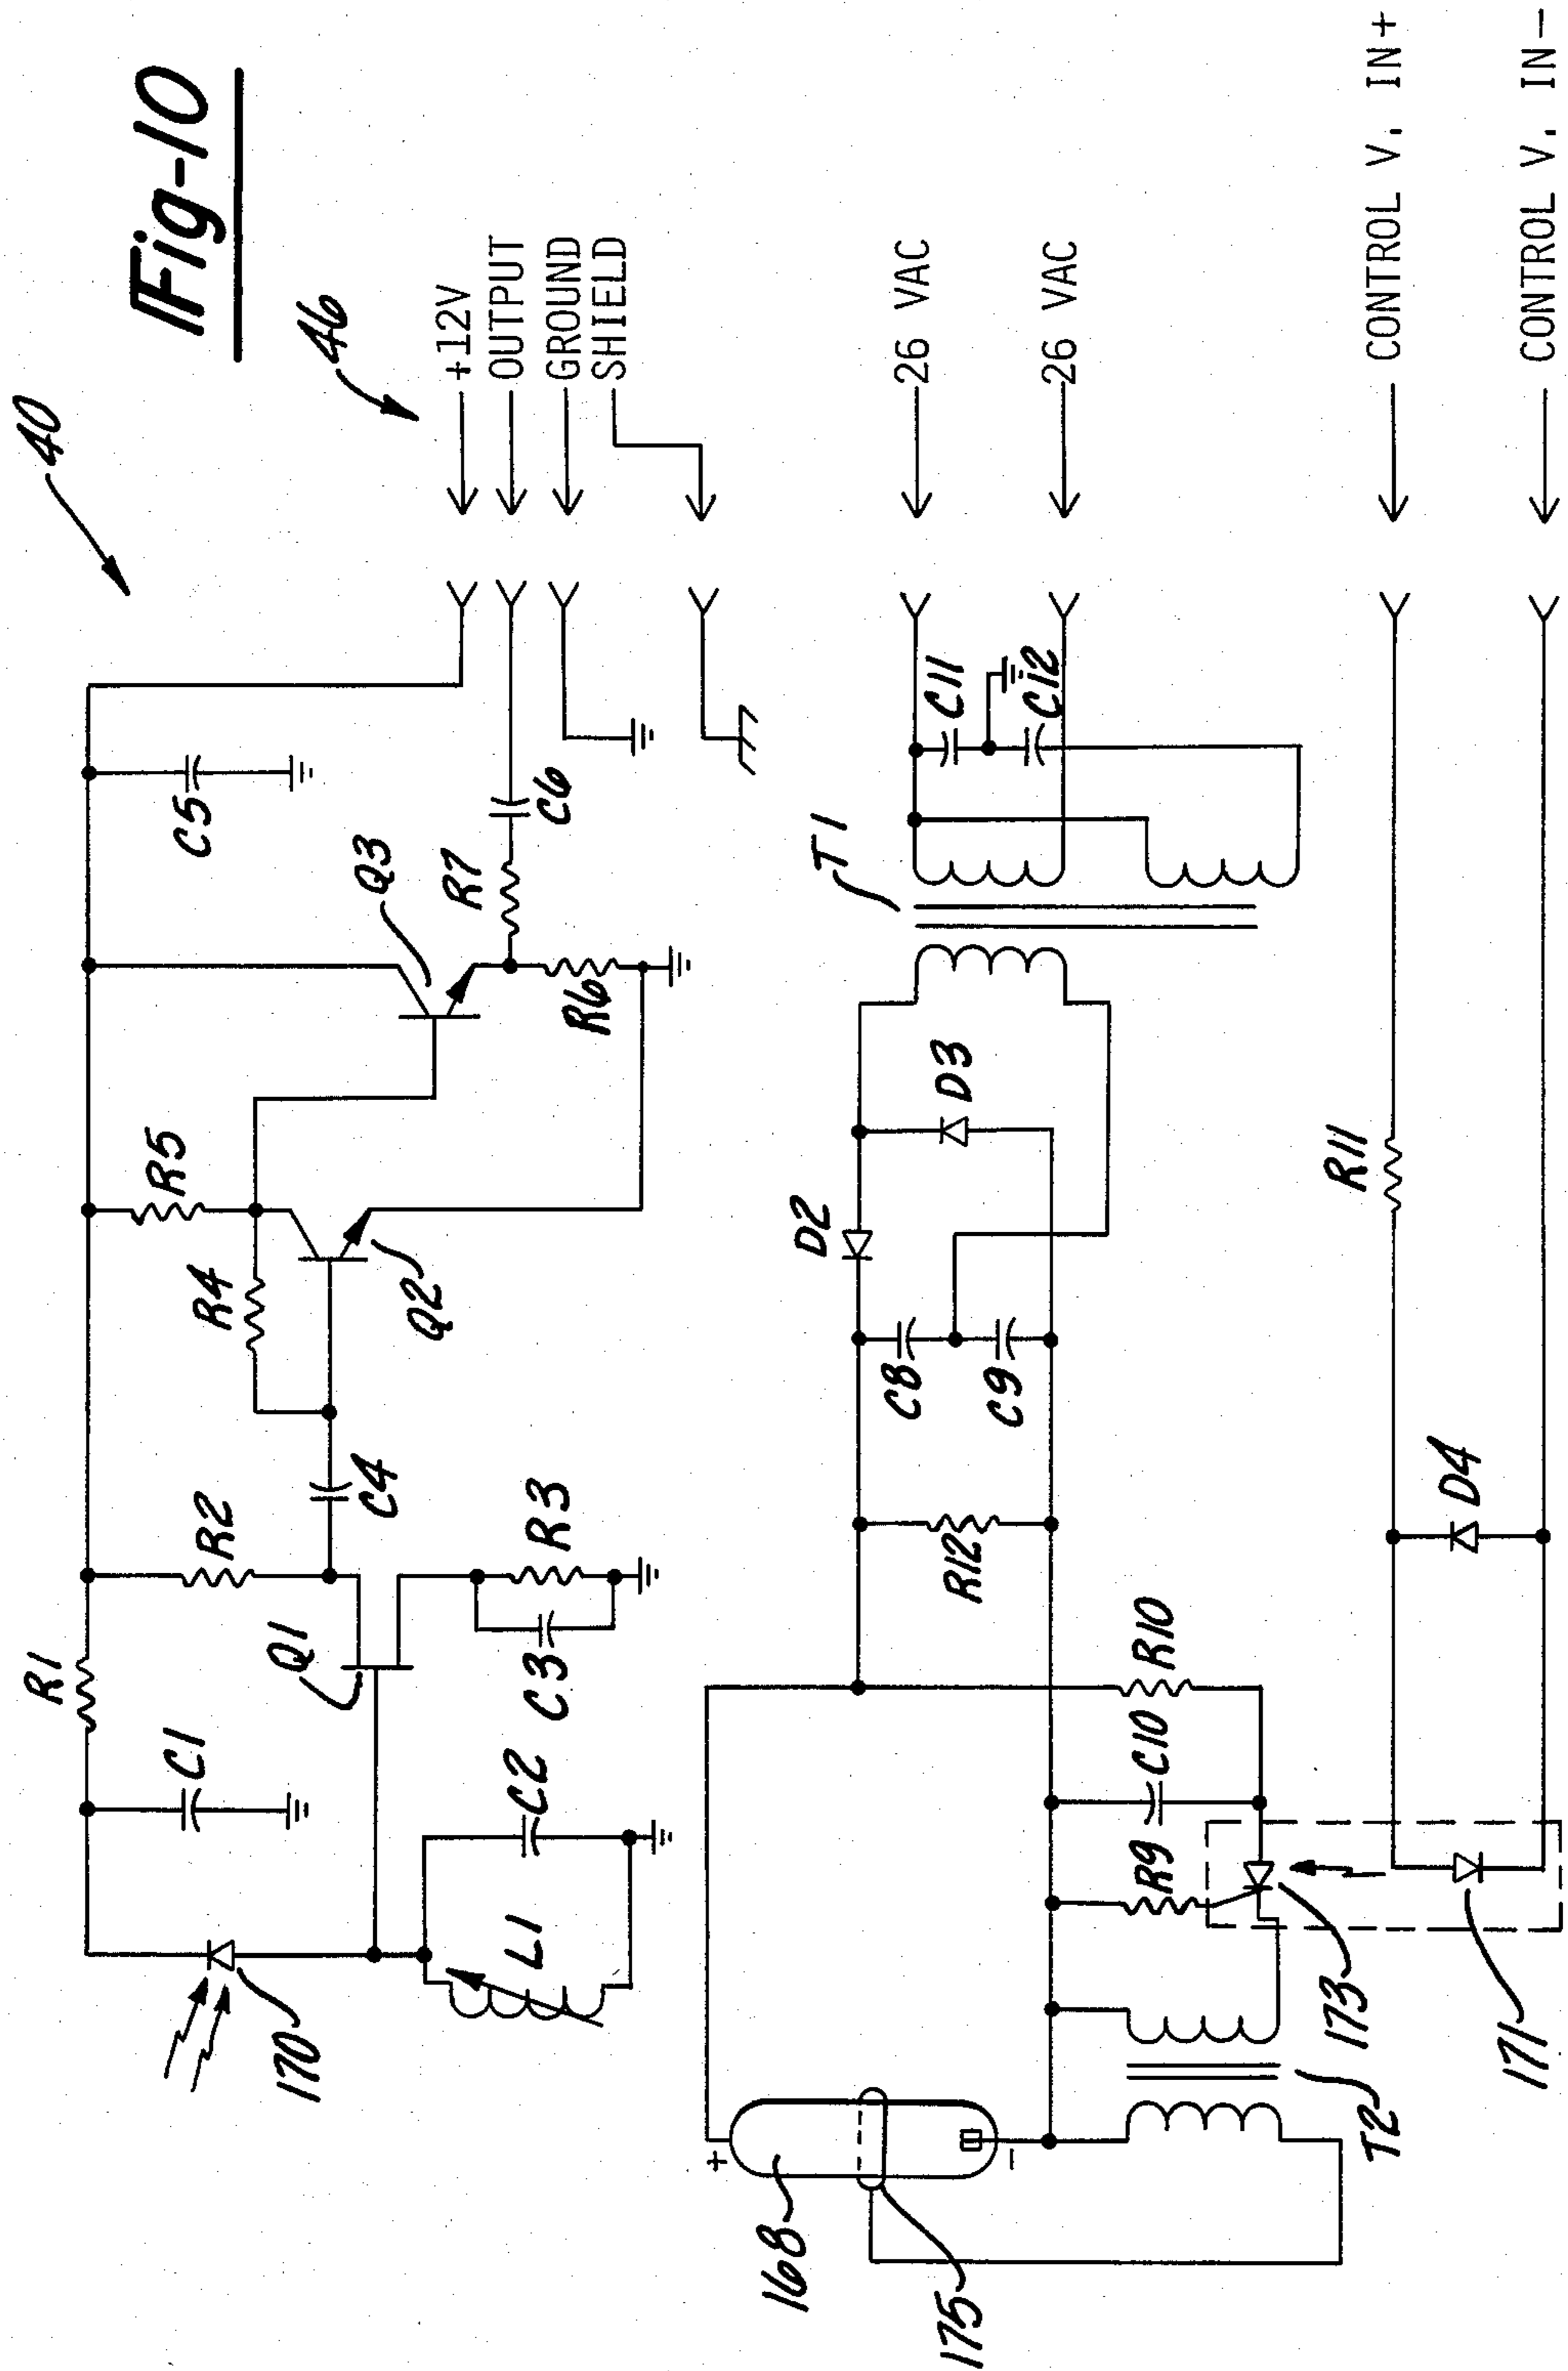 Fig-10
40
46
+12V
OUTPUT
GROUND
SHIELD
26 VAC
26 VAC
CONTROL V. IN+
CONTROL V. IN-
R1
C1
R2
R5
C5
Q1
C4
R4
Q2
Q3
R7
C6
R6
170
L1
C2
C3
R3
T1
C11
C12
D2
D3
C8
C9
R12
R10
C10
R9
R11
D4
+
-
168
175
T2
173
171